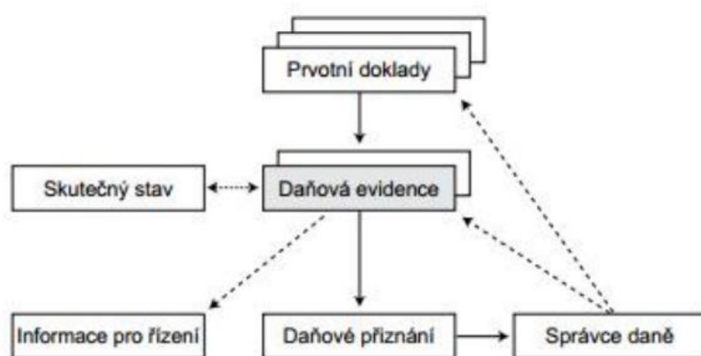 Prvotní doklady
Skutečný stav
Daňová evidence
Informace pro řízení
Daňové přiznání
Správce daně